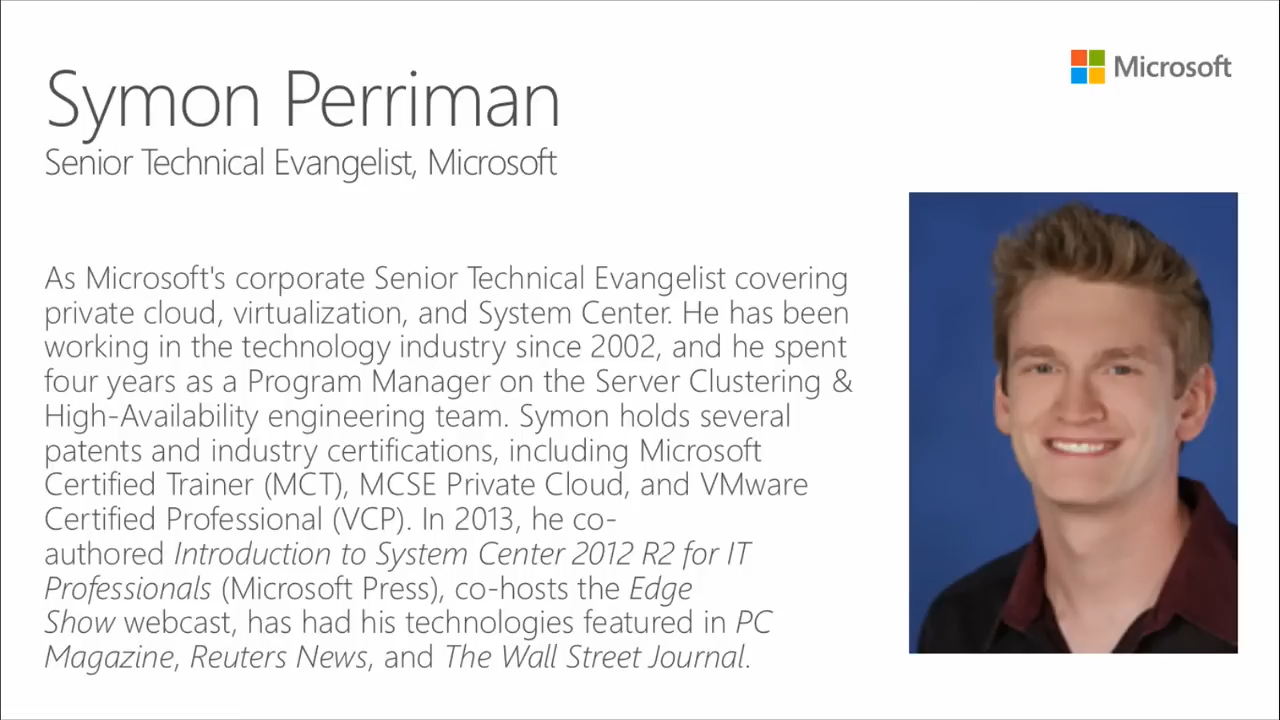 Microsoft
Symon Perriman
Senior Technical Evangelist, Microsoft
As Microsoft's corporate Senior Technical Evangelist covering
private cloud, virtualization, and System Center. He has been
working in the technology industry since 2002, and he spent
four years as a Program Manager on the Server Clustering &
High-Availability engineering team. Symon holds several
patents and industry certifications, including Microsoft
Certified Trainer (MCT), MCSE Private Cloud, and VMware
Certified Professional (VCP). In 2013, he co-
authored Introduction to System Center 2012 R2 for IT
Professionals (Microsoft Press), co-hosts the Edge
Show webcast, has had his technologies featured in PC
Magazine, Reuters News, and The Wall Street Journal.